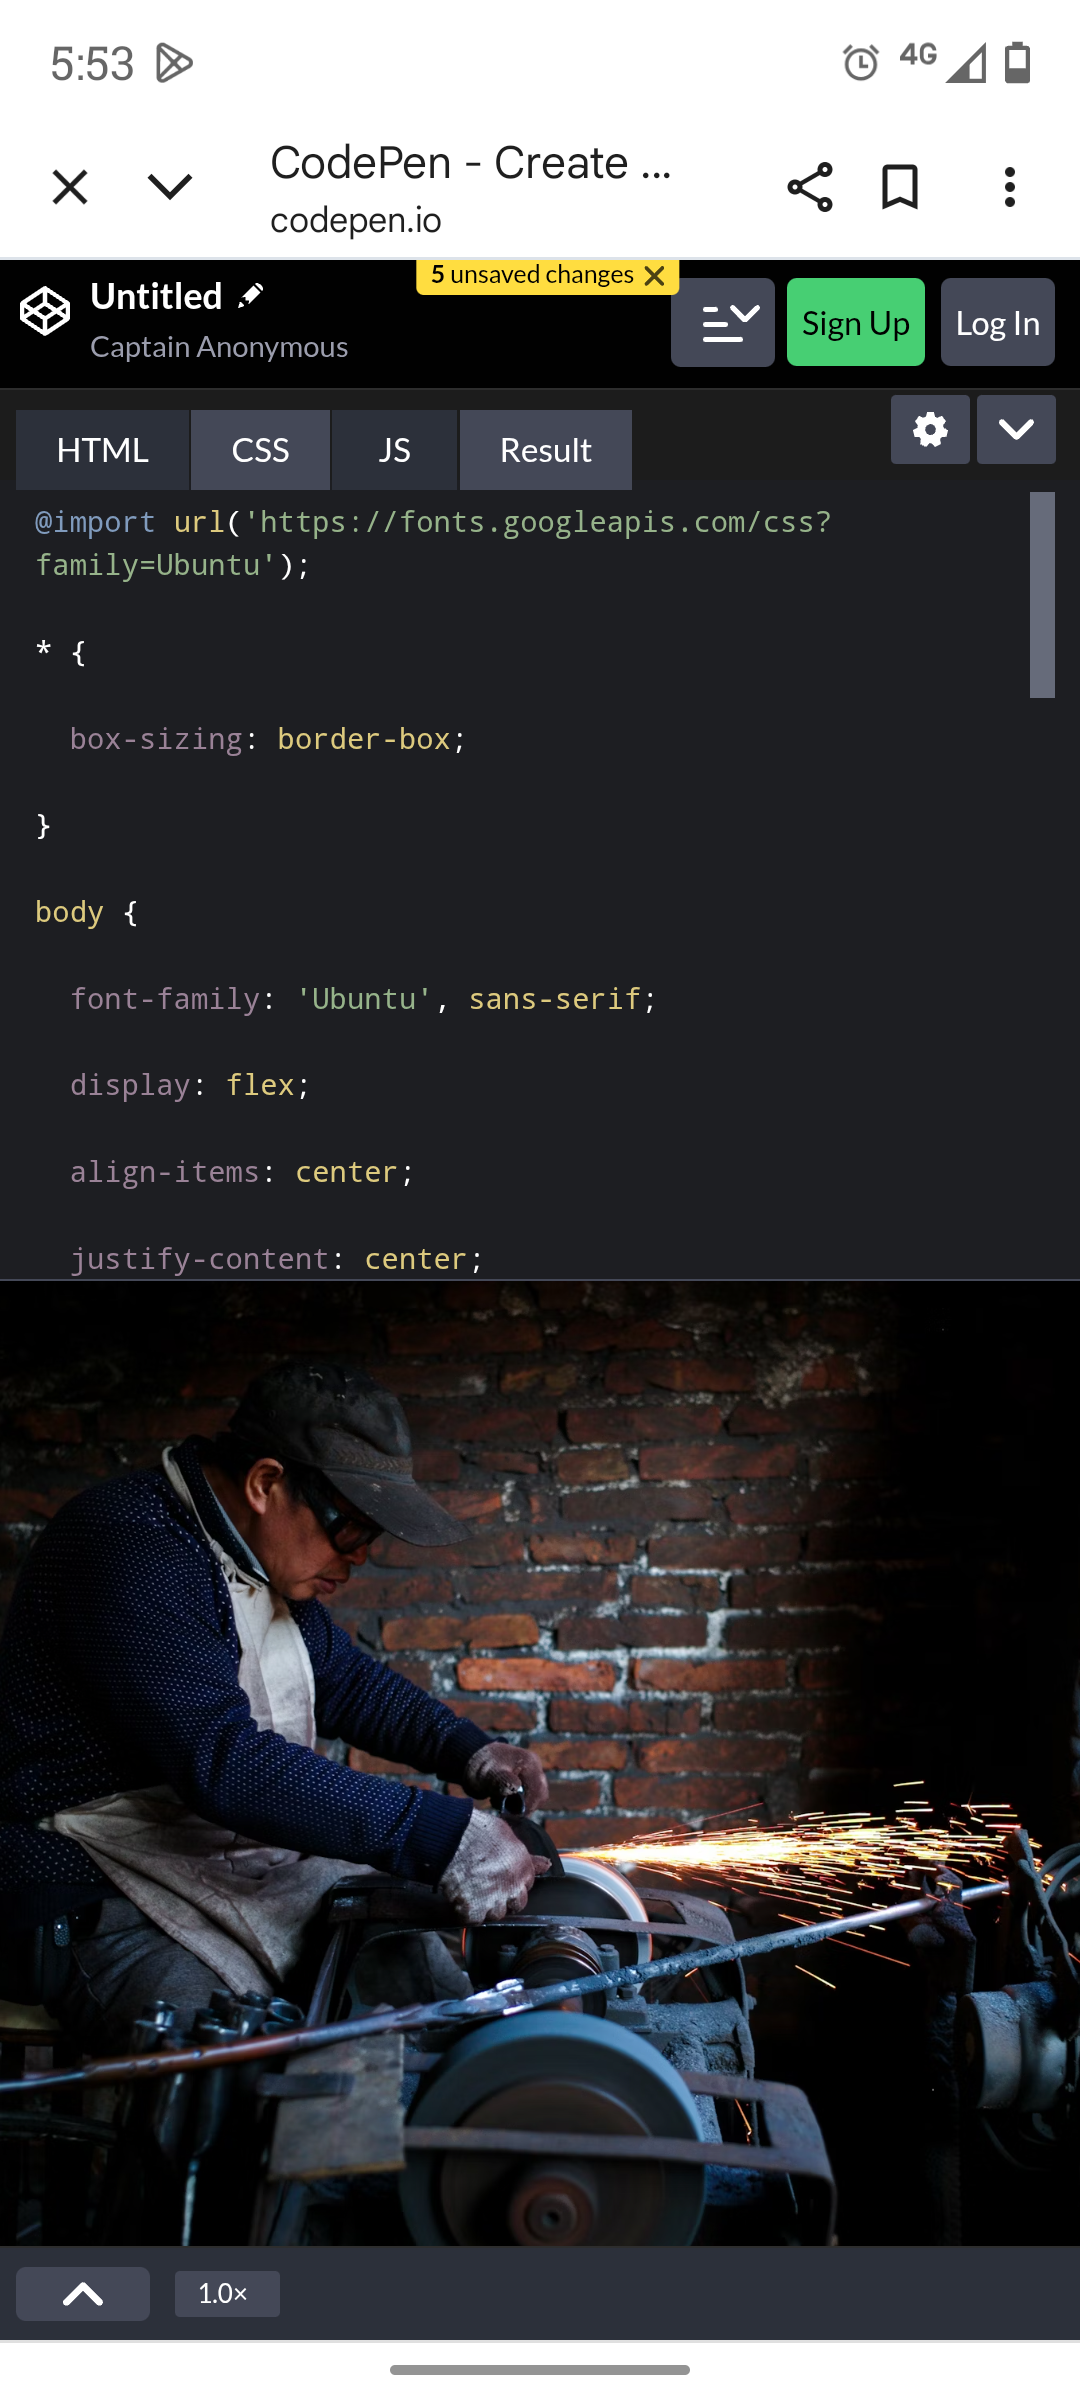 5:53
4G
CodePen - Create ...
codepen.io
5 unsaved changes
Untitled
Captain Anonymous
Sign Up
Log In
HTML
CSS
JS
Result
@import url('https://fonts.googleapis.com/css?
family=Ubuntu');
* {
box-sizing: border-box;
}
body {
font-family: 'Ubuntu', sans-serif;
display: flex;
align-items: center;
justify-content: center;
1.0×